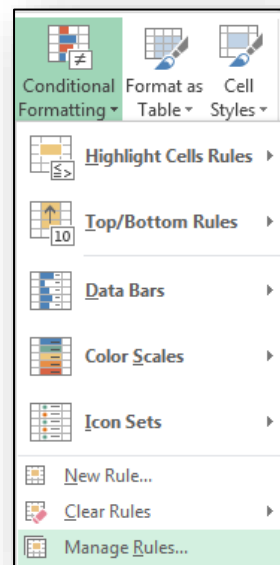 Conditional Formatting
Format as Table
Cell Styles
≠
Highlight Cells Rules
≤>
Top/Bottom Rules
10
Data Bars
Color Scales
Icon Sets
New Rule...
Clear Rules
Manage Rules...